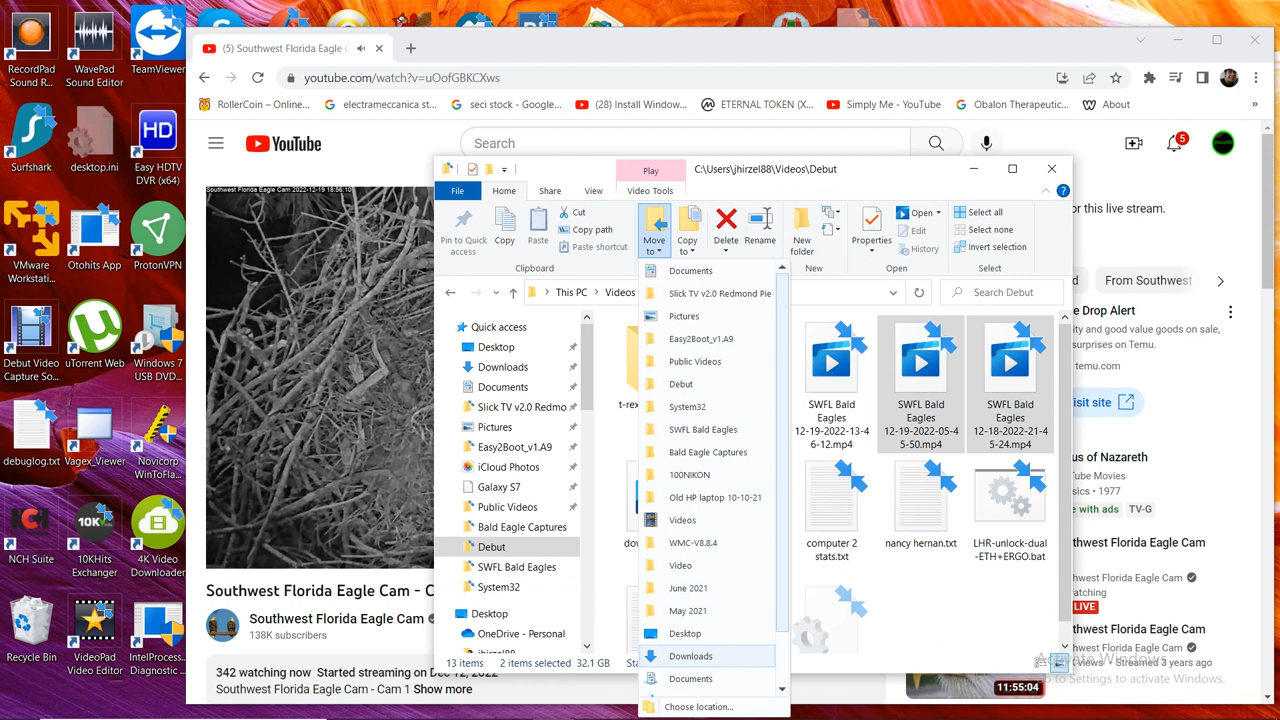 RecordPad Sound R...
WavePad Sound Editor
TeamViewer
Surfshark
desktop.ini
Easy HDTV DVR (x64)
VMware Workstati...
Otohits App
ProtonVPN
Debut Video Capture So...
uTorrent Web
Windows 7 USB DVD...
debuglog.txt
Vagex_Viewer
Novicorp WinToFla...
NCH Suite
10KHits Exchanger
4K Video Downloader
Recycle Bin
VideoPad Video Editor
IntelProcess... Diagnostic ...
(5) Southwest Florida Eagle C
youtube.com/watch?v=uOofGBKCXws
RollerCoin – Online...
electrameccanica st...
seci stock - Google...
(28) Install Window...
ETERNAL TOKEN (X...
Simply Me - YouTube
Obalon Therapeutic...
About
YouTube
Search
5
Southwest Florida Eagle Cam 2022-12-19 18:56:10
Play
C:\Users\jhirzel88\Videos\Debut
File Home Share View Video Tools
Pin to Quick access
Copy
Paste
Cut
Copy path
Paste shortcut
Clipboard
Move to
Copy to
Delete
Rename
New folder
New
Properties
Open
Edit
History
Open
Select all
Select none
Invert selection
Select
This PC Videos
Search Debut
Quick access
Desktop
Downloads
Documents
Slick TV v2.0 Redmo
Pictures
Easy2Boot_v1.A9
iCloud Photos
Galaxy S7
Public Videos
Bald Eagle Captures
Debut
SWFL Bald Eagles
System32
Desktop
OneDrive - Personal
jhirzel88
Documents
Slick TV v2.0 Redmond Pie
Pictures
Easy2Boot_v1.A9
Public Videos
Debut
System32
SWFL Bald Eagles
Bald Eagle Captures
100NIKON
Old HP laptop 10-10-21
Videos
WMC-V8.8.4
Video
June 2021
May 2021
Desktop
Downloads
Documents
Choose location...
t-rex
SWFL Bald Eagles 12-19-2022-13-46-12.mp4
SWFL Bald Eagles 12-19-2022-05-45-50.mp4
SWFL Bald Eagles 12-18-2022-21-45-24.mp4
dov
computer 2 stats.txt
nancy hernan.txt
LHR-unlock-dual-ETH+ERGO.bat
13 items 2 items selected 32.1 GB Sta
Southwest Florida Eagle Cam - C
Southwest Florida Eagle Cam
138K subscribers
342 watching now Started streaming on Dec 12, 2022
Southwest Florida Eagle Cam - Cam 1 Show more
for this live stream.
From Southwest
e Drop Alert
ity and good value goods on sale,
surprises on Temu.
temu.com
Visit site
us of Nazareth
Tube Movies
sics • 1977
e with ads TV-G
uthwest Florida Eagle Cam
uthwest Florida Eagle Cam
LIVE
uthwest Florida Eagle Cam
uthwest Florida Eagle Cam
views • Streamed 3 years ago
Activate Windows
Go to Settings to activate Windows.
11:55:04